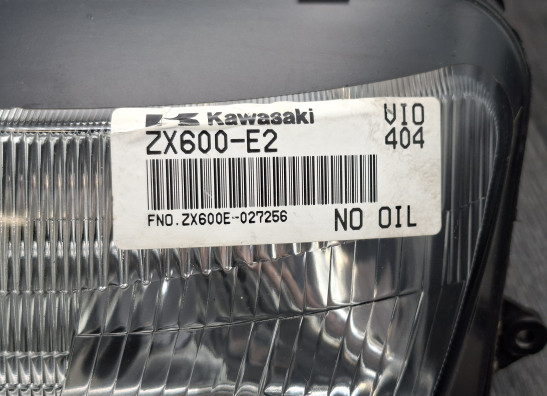 Kawasaki VIO
ZX600-E2 404
FNO.ZX600E-027256 NO OIL